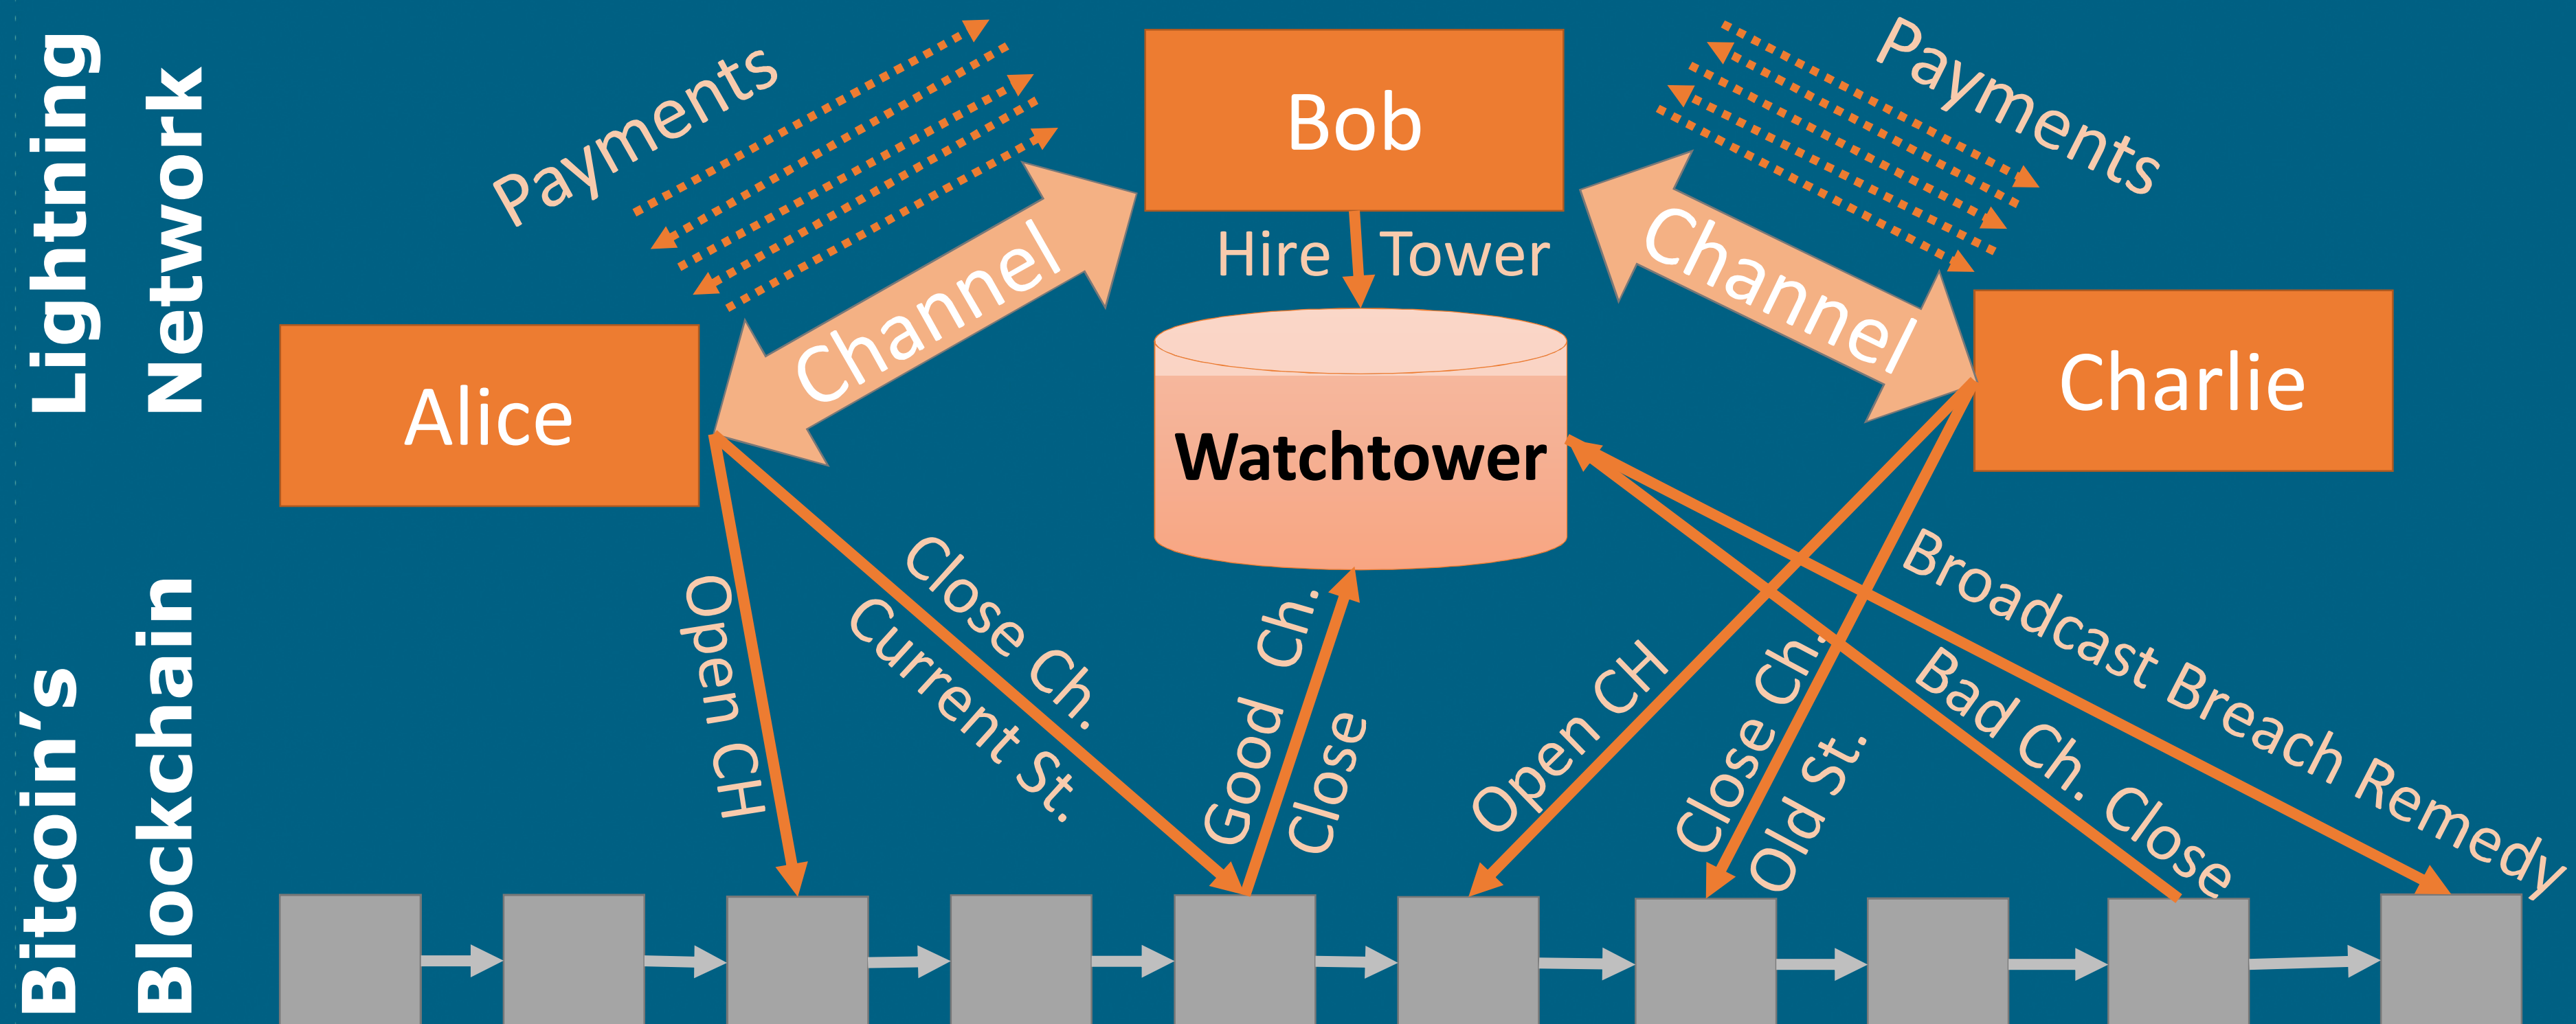 Lightning
Network
Payments
Bob
Payments
Channel
Hire Tower
Channel
Alice
Charlie
Watchtower
Bitcoin’s
Blockchain
Open CH
Close Ch.
Current St.
Good Ch.
Close
Open CH
Close Ch.
Old St.
Bad Ch. Close
Broadcast Breach Remedy